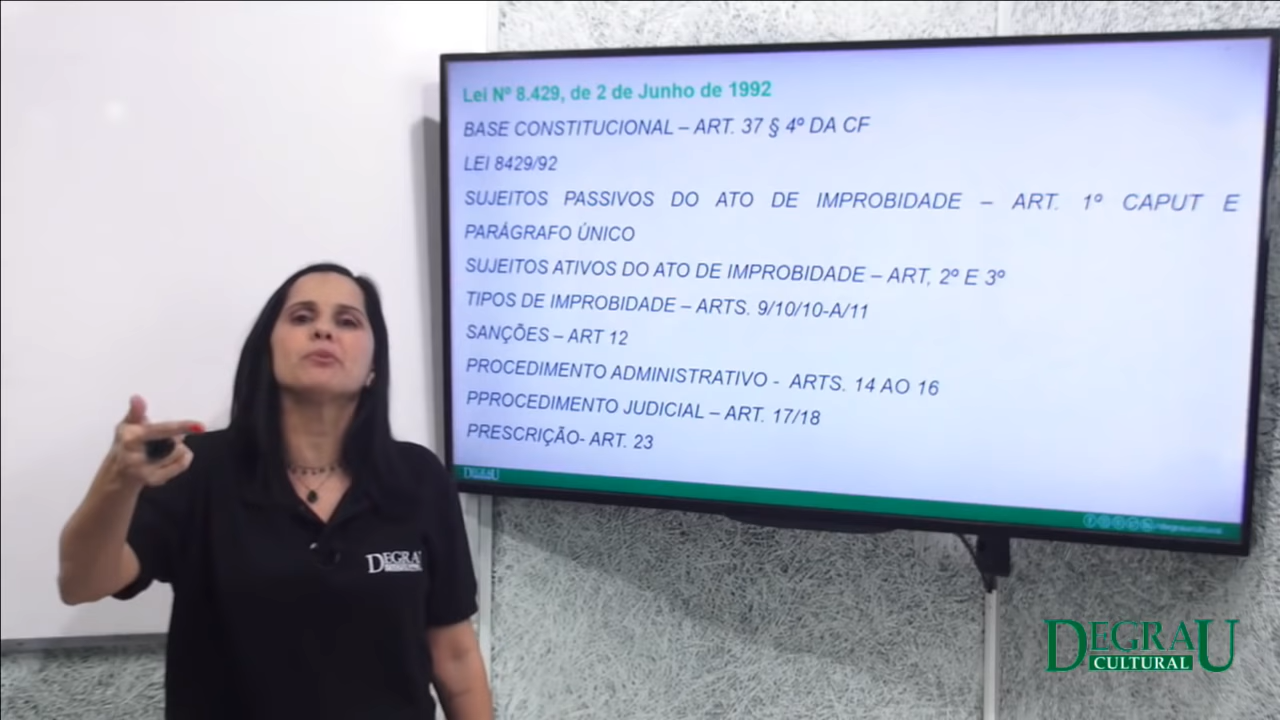 Lei Nº 8.429, de 2 de Junho de 1992
BASE CONSTITUCIONAL – ART. 37 § 4º DA CF
LEI 8429/92
SUJEITOS PASSIVOS DO ATO DE IMPROBIDADE – ART. 1º CAPUT E
PARÁGRAFO ÚNICO
SUJEITOS ATIVOS DO ATO DE IMPROBIDADE – ART, 2º E 3º
TIPOS DE IMPROBIDADE – ARTS. 9/10/10-A/11
SANÇÕES – ART 12
PROCEDIMENTO ADMINISTRATIVO - ARTS. 14 AO 16
PPROCEDIMENTO JUDICIAL – ART. 17/18
PRESCRIÇÃO- ART. 23
DEGRAU
DEGRAU
DEGRAU
CULTURAL